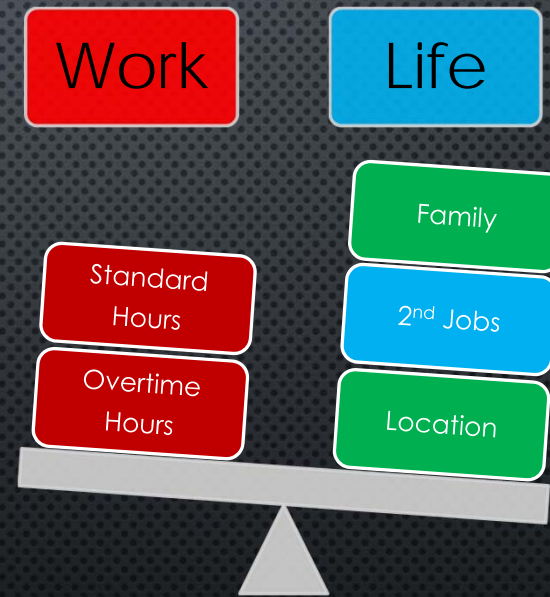 Work
Life
Standard
Hours
Overtime
Hours
Family
2nd Jobs
Location